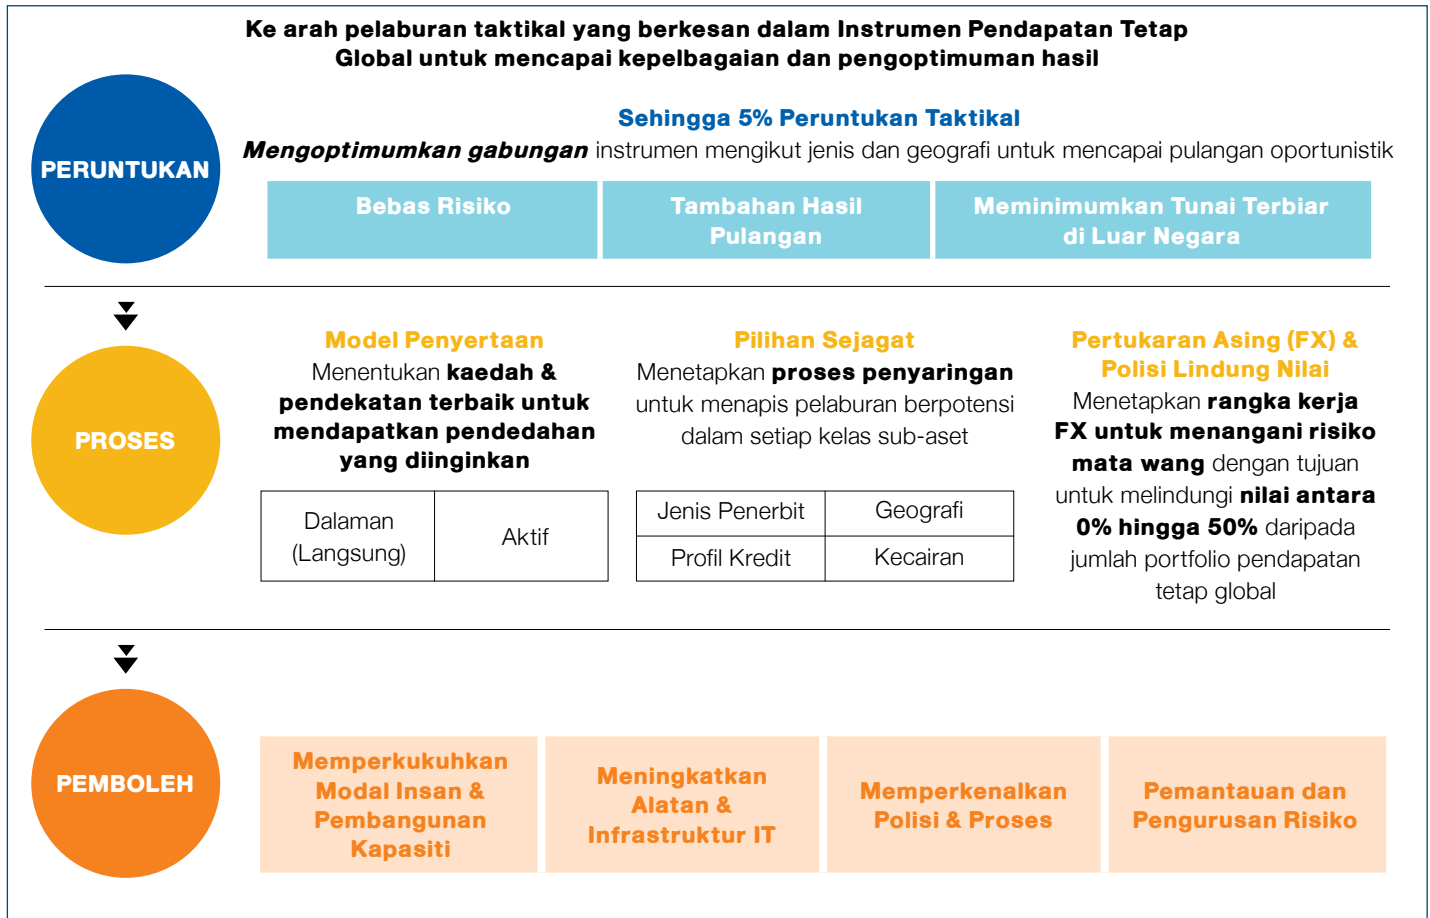 Ke arah pelaburan taktikal yang berkesan dalam Instrumen Pendapatan Tetap
Global untuk mencapai kepelbagaian dan pengoptimuman hasil
PERUNTUKAN
Sehingga 5% Peruntukan Taktikal
Mengoptimumkan gabungan instrumen mengikut jenis dan geografi untuk mencapai pulangan oportunistik
Bebas Risiko
Tambahan Hasil
Pulangan
Meminimumkan Tunai Terbiar
di Luar Negara
PROSES
Model Penyertaan
Menentukan kaedah &
pendekatan terbaik untuk
mendapatkan pendedahan
yang diinginkan
Dalaman
(Langsung)
Aktif
Pilihan Sejagat
Menetapkan proses penyaringan
untuk menapis pelaburan berpotensi
dalam setiap kelas sub-aset
Jenis Penerbit
Geografi
Profil Kredit
Kecairan
Pertukaran Asing (FX) &
Polisi Lindung Nilai
Menetapkan rangka kerja
FX untuk menangani risiko
mata wang dengan tujuan
untuk melindungi nilai antara
0% hingga 50% daripada
jumlah portfolio pendapatan
tetap global
PEMBOLEH
Memperkukuhkan
Modal Insan &
Pembangunan
Kapasiti
Meningkatkan
Alatan &
Infrastruktur IT
Memperkenalkan
Polisi & Proses
Pemantauan dan
Pengurusan Risiko